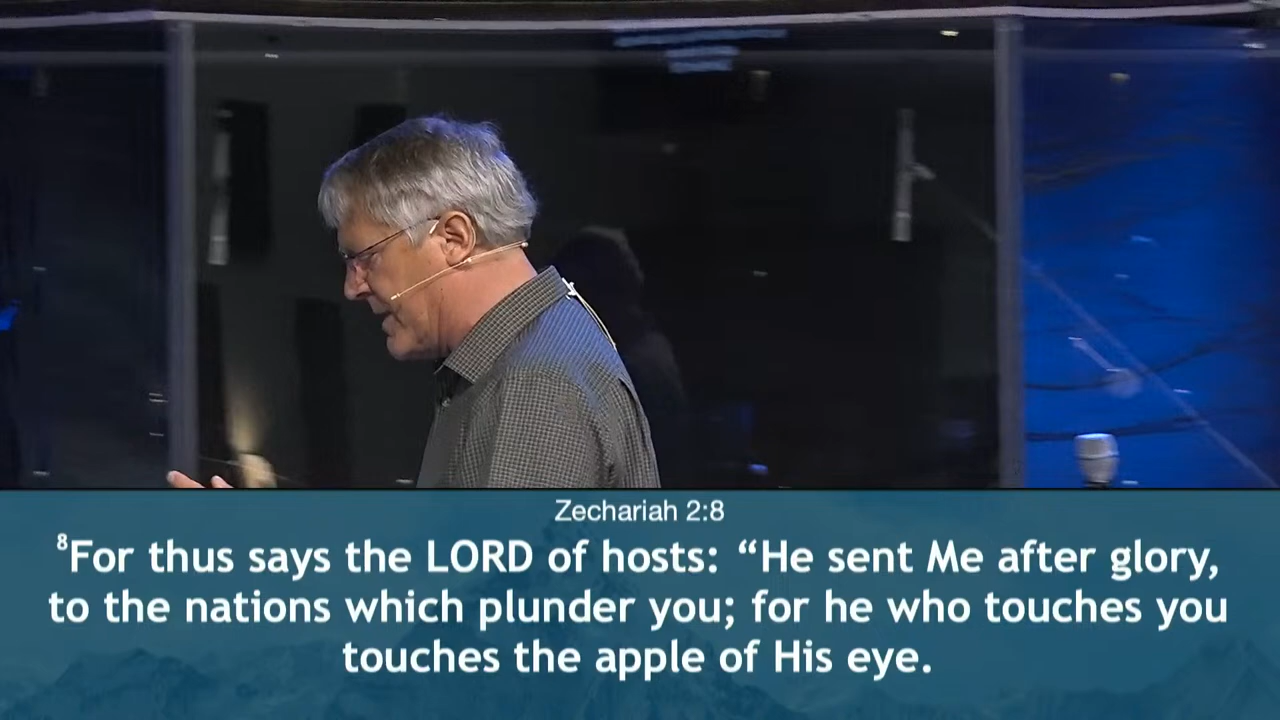 Zechariah 2:8
⁸For thus says the LORD of hosts: “He sent Me after glory,
to the nations which plunder you; for he who touches you
touches the apple of His eye.